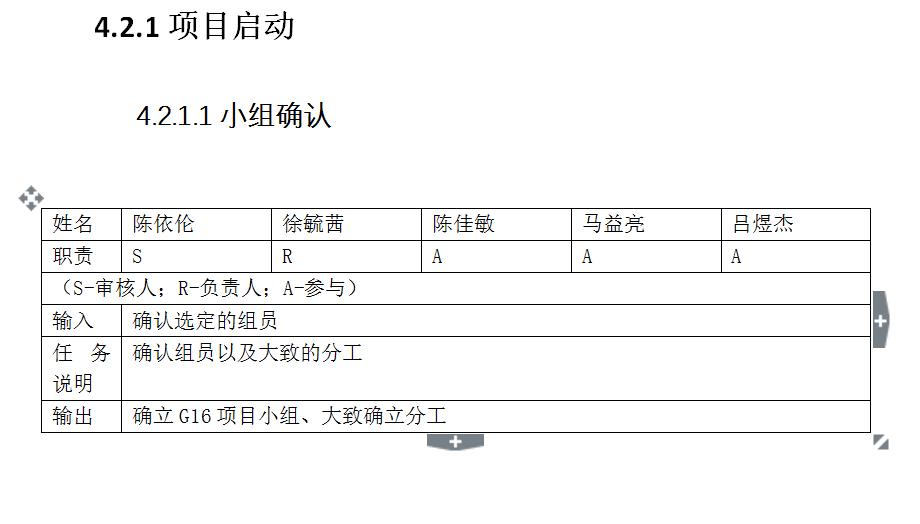 4.2.1 项目启动
4.2.1.1 小组确认
姓名 陈依伦 徐毓茜 陈佳敏 马益亮 吕煜杰
职责 S R A A A
（S-审核人；R-负责人；A-参与）
输入 确认选定的组员
任务 确认组员以及大致的分工
说明
输出 确立 G16 项目小组、大致确立分工